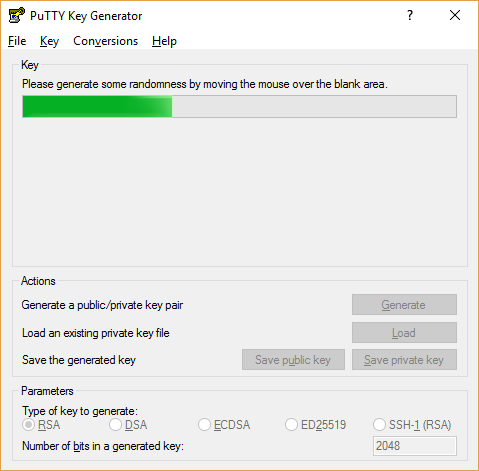 PuTTY Key Generator
File Key Conversions Help
Key
Please generate some randomness by moving the mouse over the blank area.
Actions
Generate a public/private key pair Generate
Load an existing private key file Load
Save the generated key Save public key Save private key
Parameters
Type of key to generate:
RSA DSA ECDSA ED25519 SSH-1 (RSA)
Number of bits in a generated key: 2048